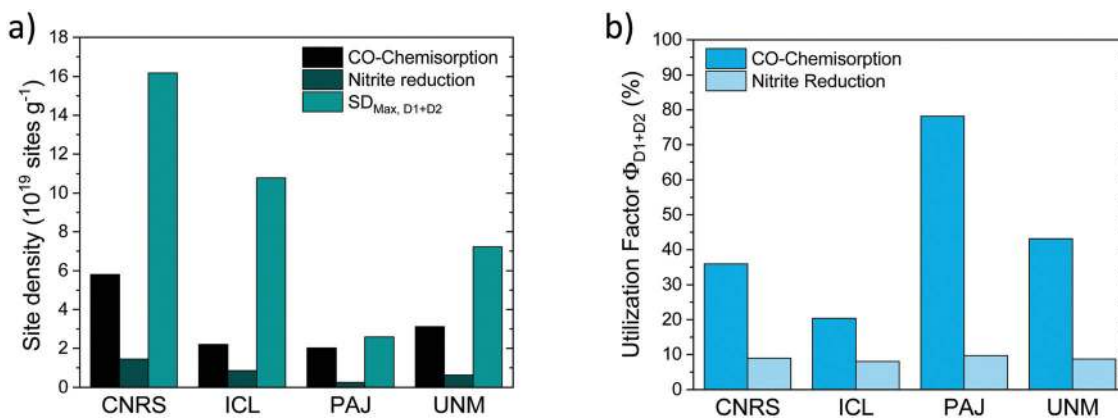 a)
Site density (10¹⁹ sites g⁻¹)
18
16
14
12
10
8
6
4
2
0
CO-Chemisorption
Nitrite reduction
SD_Max, D1+D2
CNRS ICL PAJ UNM
b)
Utilization Factor Φ_D1+D2 (%)
100
90
80
70
60
50
40
30
20
10
0
CO-Chemisorption
Nitrite Reduction
CNRS ICL PAJ UNM